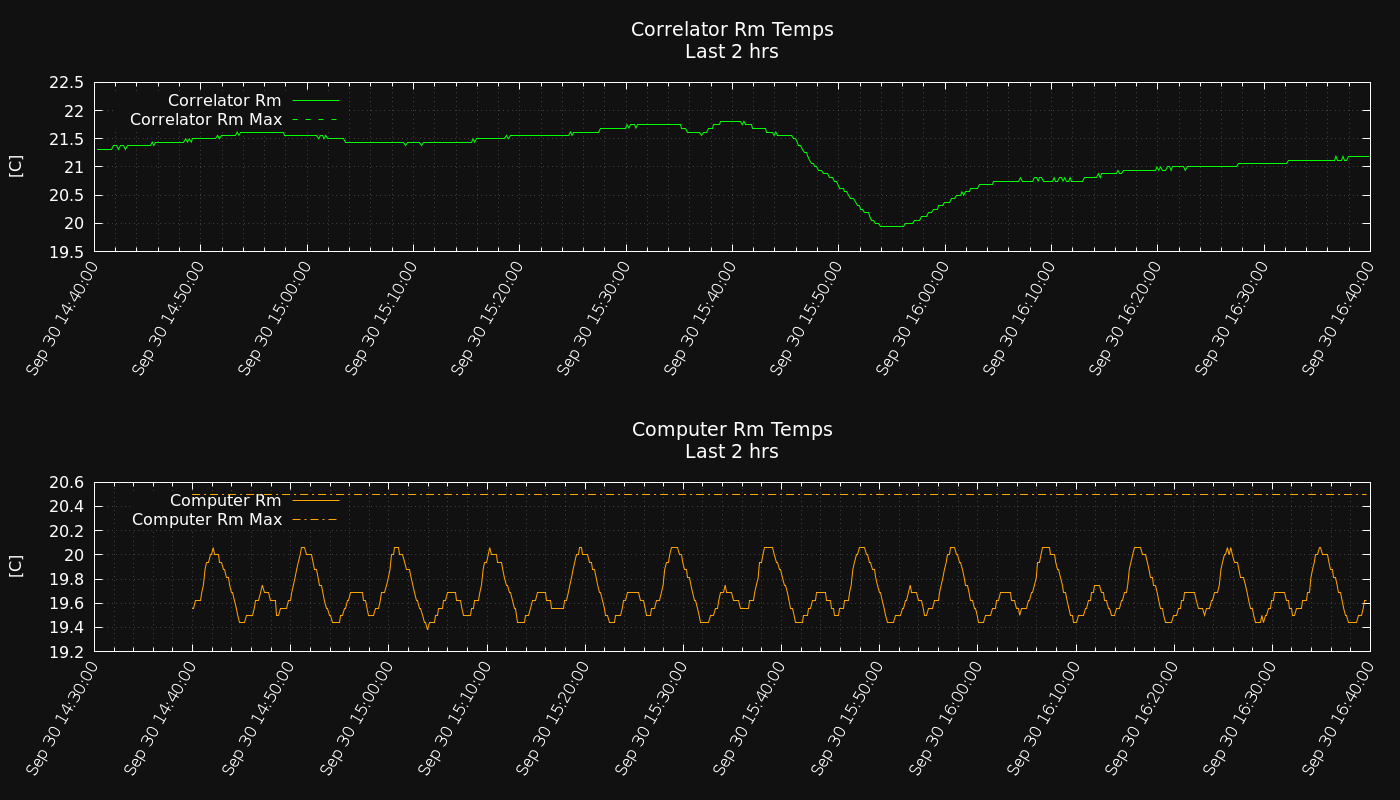 Correlator Rm Temps
Last 2 hrs
22.5
22
21.5
21
20.5
20
19.5
[C]
Correlator Rm
Correlator Rm Max
Sep 30 14:40:00
Sep 30 14:50:00
Sep 30 15:00:00
Sep 30 15:10:00
Sep 30 15:20:00
Sep 30 15:30:00
Sep 30 15:40:00
Sep 30 15:50:00
Sep 30 16:00:00
Sep 30 16:10:00
Sep 30 16:20:00
Sep 30 16:30:00
Sep 30 16:40:00
Computer Rm Temps
Last 2 hrs
20.6
20.4
20.2
20
19.8
19.6
19.4
19.2
[C]
Computer Rm
Computer Rm Max
Sep 30 14:30:00
Sep 30 14:40:00
Sep 30 14:50:00
Sep 30 15:00:00
Sep 30 15:10:00
Sep 30 15:20:00
Sep 30 15:30:00
Sep 30 15:40:00
Sep 30 15:50:00
Sep 30 16:00:00
Sep 30 16:10:00
Sep 30 16:20:00
Sep 30 16:30:00
Sep 30 16:40:00